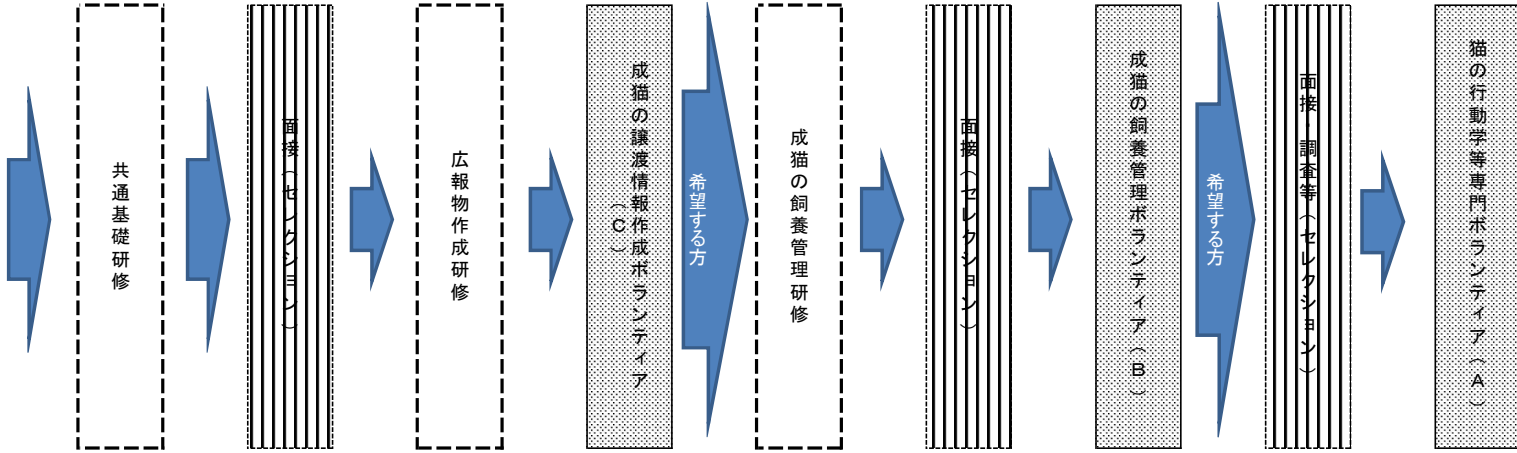 共通基礎研修
面接（セレクション）
広報物作成研修
成猫の譲渡情報作成ボランティア
（C）
希望する方
成猫の飼養管理研修
面接（セレクション）
成猫の飼養管理ボランティア（B）
希望する方
面接・調査等（セレクション）
猫の行動学等専門ボランティア（A）